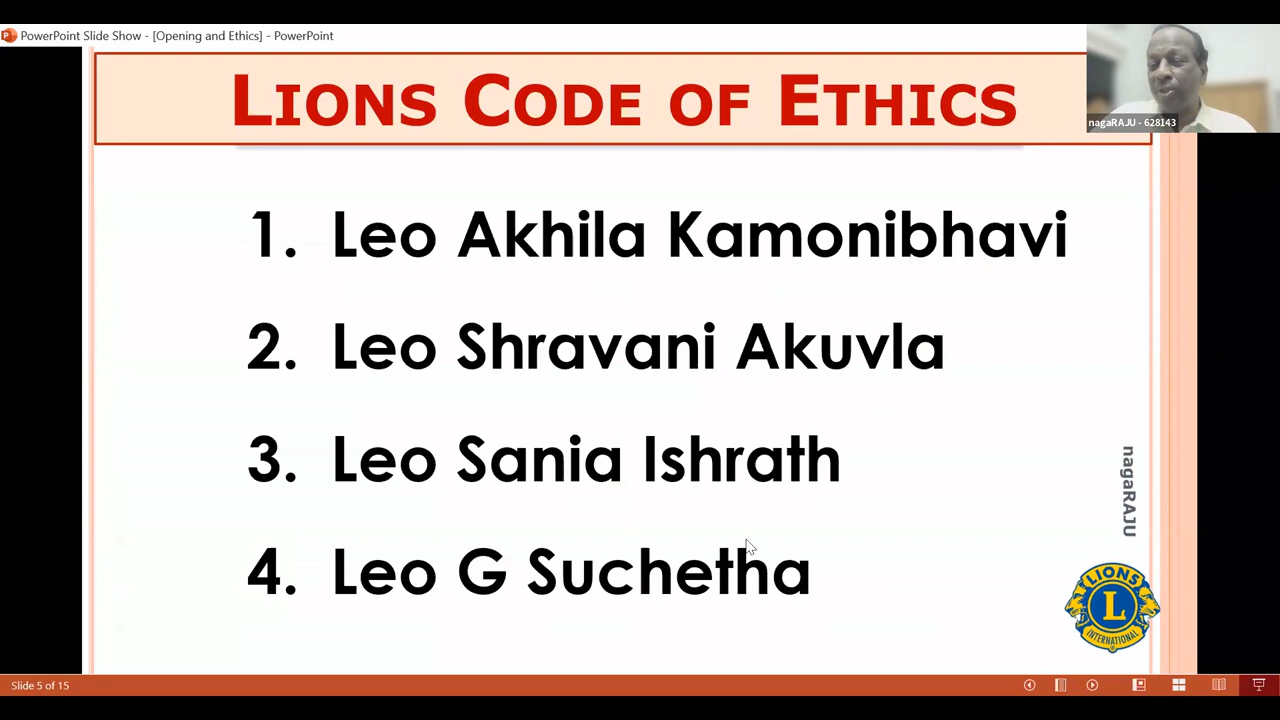 PowerPoint Slide Show - [Opening and Ethics] - PowerPoint
LIONS CODE OF ETHICS
nagaRAJU - 628143
1. Leo Akhila Kamonibhavi
2. Leo Shravani Akuvla
3. Leo Sania Ishrath
4. Leo G Suchetha
nagaRAJU
LIONS
L
INTERNATIONAL
Slide 5 of 15